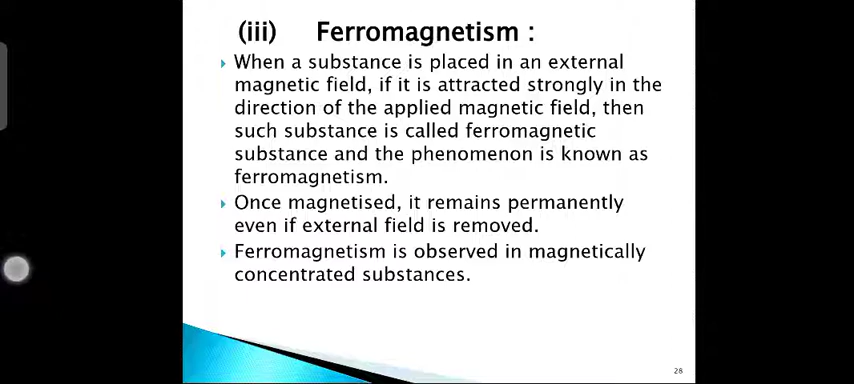 (iii) Ferromagnetism :
When a substance is placed in an external
magnetic field, if it is attracted strongly in the
direction of the applied magnetic field, then
such substance is called ferromagnetic
substance and the phenomenon is known as
ferromagnetism.
Once magnetised, it remains permanently
even if external field is removed.
Ferromagnetism is observed in magnetically
concentrated substances.
28